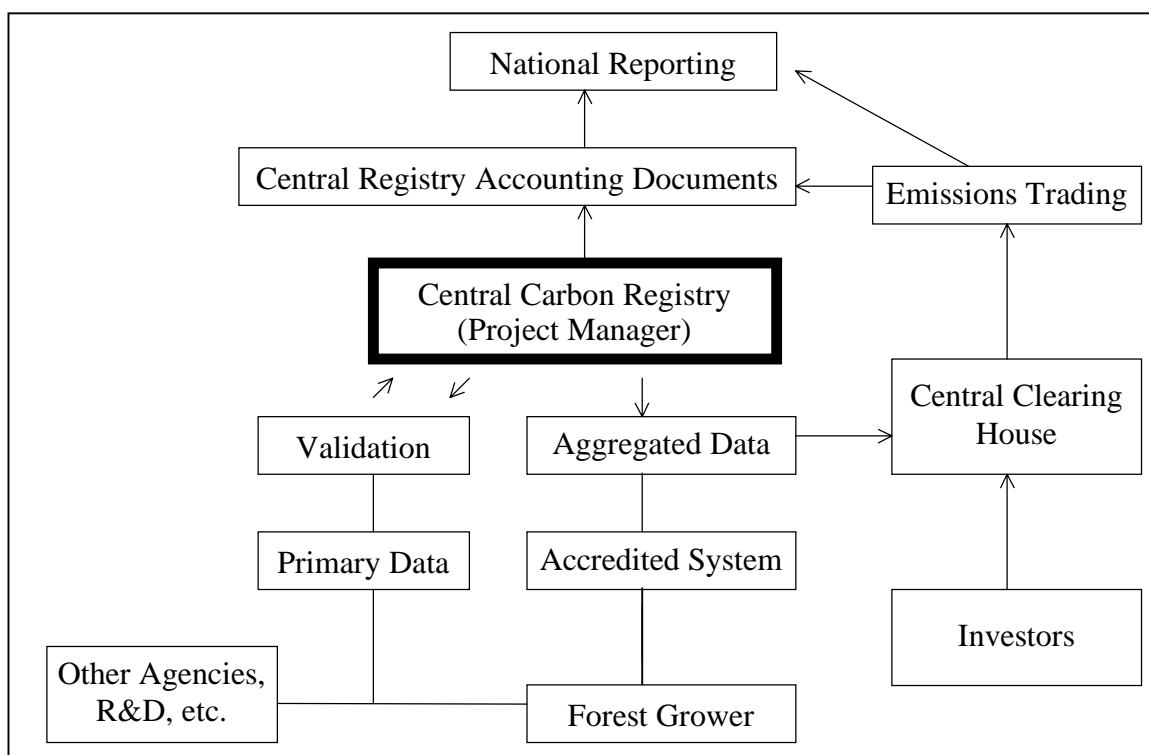 National Reporting
Central Registry Accounting Documents
Emissions Trading
Central Carbon Registry
(Project Manager)
Central Clearing
House
Validation
Aggregated Data
Primary Data
Accredited System
Investors
Other Agencies,
R&D, etc.
Forest Grower